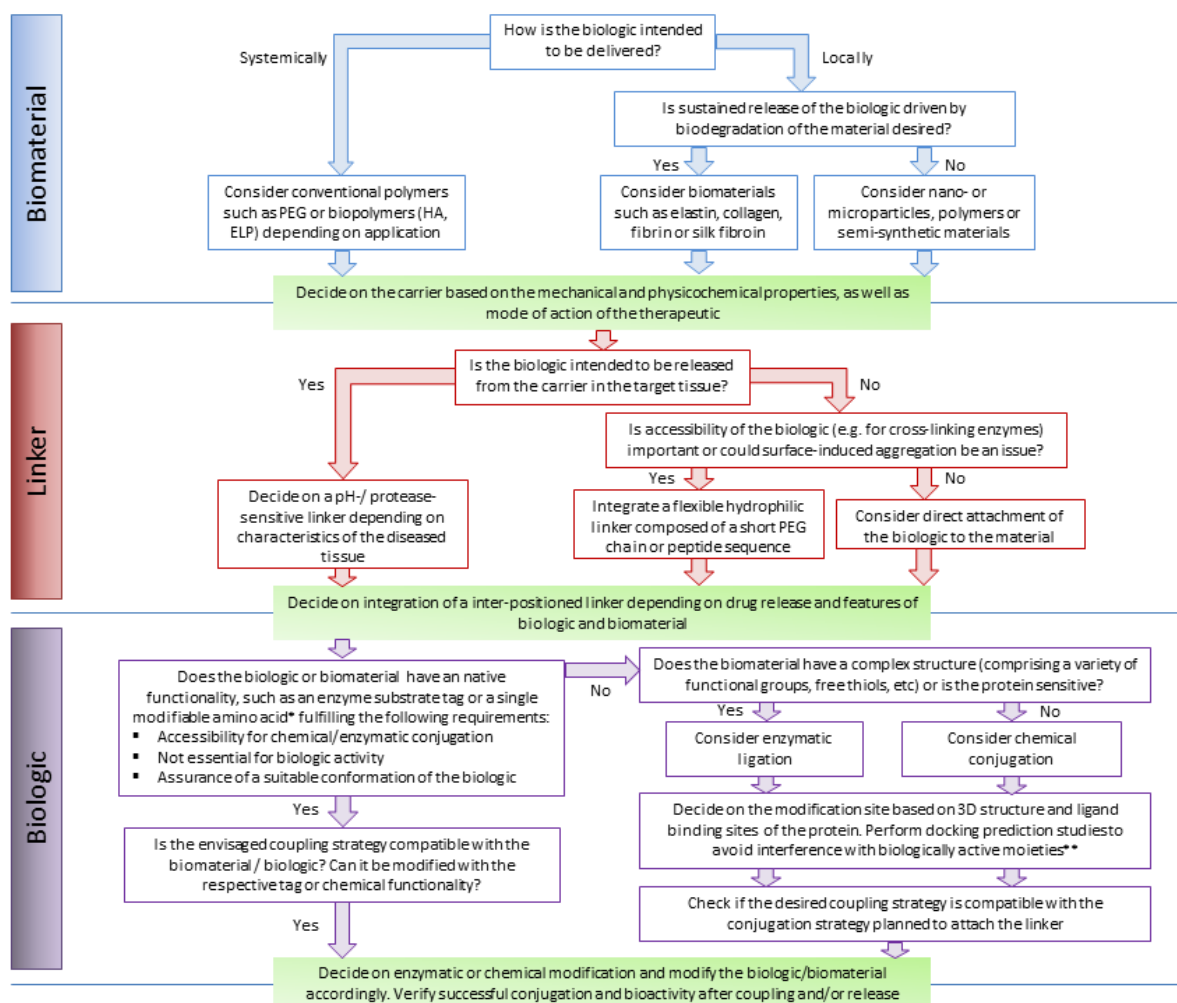 Biomaterial
How is the biologic intended
to be delivered?
Systemically
Locally
Is sustained release of the biologic driven by
biodegradation of the material desired?
Yes
No
Consider conventional polymers
such as PEG or biopolymers (HA,
ELP) depending on application
Consider biomaterials
such as elastin, collagen,
fibrin or silk fibroin
Consider nano- or
microparticles, polymers or
semi-synthetic materials
Decide on the carrier based on the mechanical and physicochemical properties, as well as
mode of action of the therapeutic
Linker
Is the biologic intended to be released
from the carrier in the target tissue?
Yes
No
Is accessibility of the biologic (e.g. for cross-linking enzymes)
important or could surface-induced aggregation be an issue?
Yes
No
Decide on a pH-/ protease-
sensitive linker depending on
characteristics of the diseased
tissue
Integrate a flexible hydrophilic
linker composed of a short PEG
chain or peptide sequence
Consider direct attachment of
the biologic to the material
Decide on integration of a inter-positioned linker depending on drug release and features of
biologic and biomaterial
Biologic
Does the biologic or biomaterial have an native
functionality, such as an enzyme substrate tag or a single
modifiable amino acid* fulfilling the following requirements:
▪ Accessibility for chemical/enzymatic conjugation
▪ Not essential for biologic activity
▪ Assurance of a suitable conformation of the biologic
No
Does the biomaterial have a complex structure (comprising a variety of
functional groups, free thiols, etc) or is the protein sensitive?
Yes
No
Consider enzymatic
ligation
Consider chemical
conjugation
Yes
Decide on the modification site based on 3D structure and ligand
binding sites of the protein. Perform docking prediction studiesto
avoid interference with biologically active moieties**
Is the envisaged coupling strategy compatible with the
biomaterial / biologic? Can it be modified with the
respective tag or chemical functionality?
Check if the desired coupling strategy is compatible with the
conjugation strategy planned to attach the linker
Yes
Decide on enzymatic or chemical modification and modify the biologic/biomaterial
accordingly. Verify successful conjugation and bioactivity after coupling and/or release